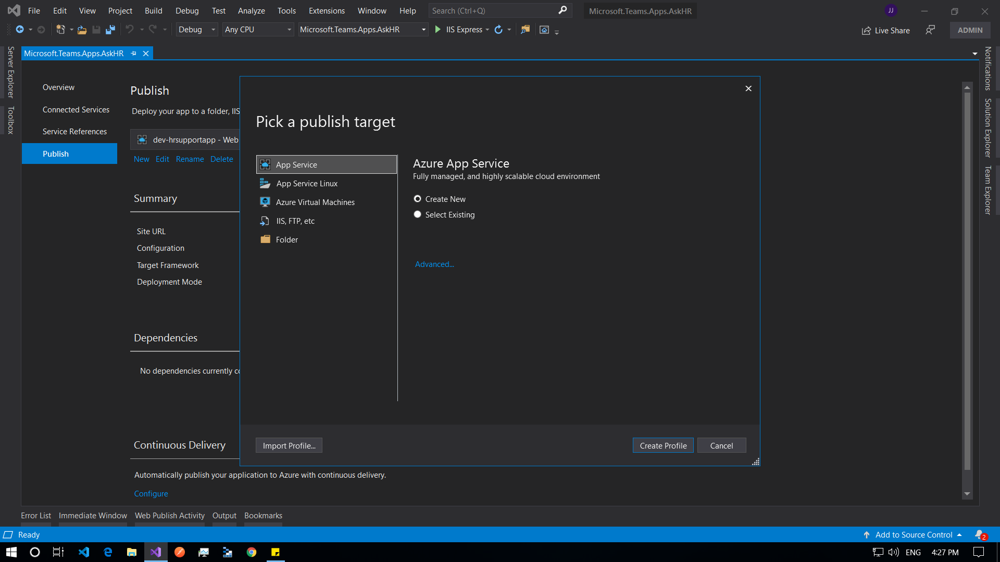 File Edit View Project Build Debug Test Analyze Tools Extensions Window Help Search (Ctrl+Q) Microsoft.Teams.Apps.AskHR JJ
Debug Any CPU Microsoft.Teams.Apps.AskHR IIS Express Live Share ADMIN
Server Explorer
Toolbox
Microsoft.Teams.Apps.AskHR
Notifications
Solution Explorer
Team Explorer
Overview
Connected Services
Service References
Publish
Publish
Deploy your app to a folder, IIS
dev-hrsupportapp - Web
New Edit Rename Delete
Summary
Site URL
Configuration
Target Framework
Deployment Mode
Dependencies
No dependencies currently co
Continuous Delivery
Automatically publish your application to Azure with continuous delivery.
Configure
Pick a publish target
App Service
App Service Linux
Azure Virtual Machines
IIS, FTP, etc
Folder
Azure App Service
Fully managed, and highly scalable cloud environment
Create New
Select Existing
Advanced...
Import Profile... Create Profile Cancel
Error List Immediate Window Web Publish Activity Output Bookmarks
Ready Add to Source Control 2
ENG 4:27 PM